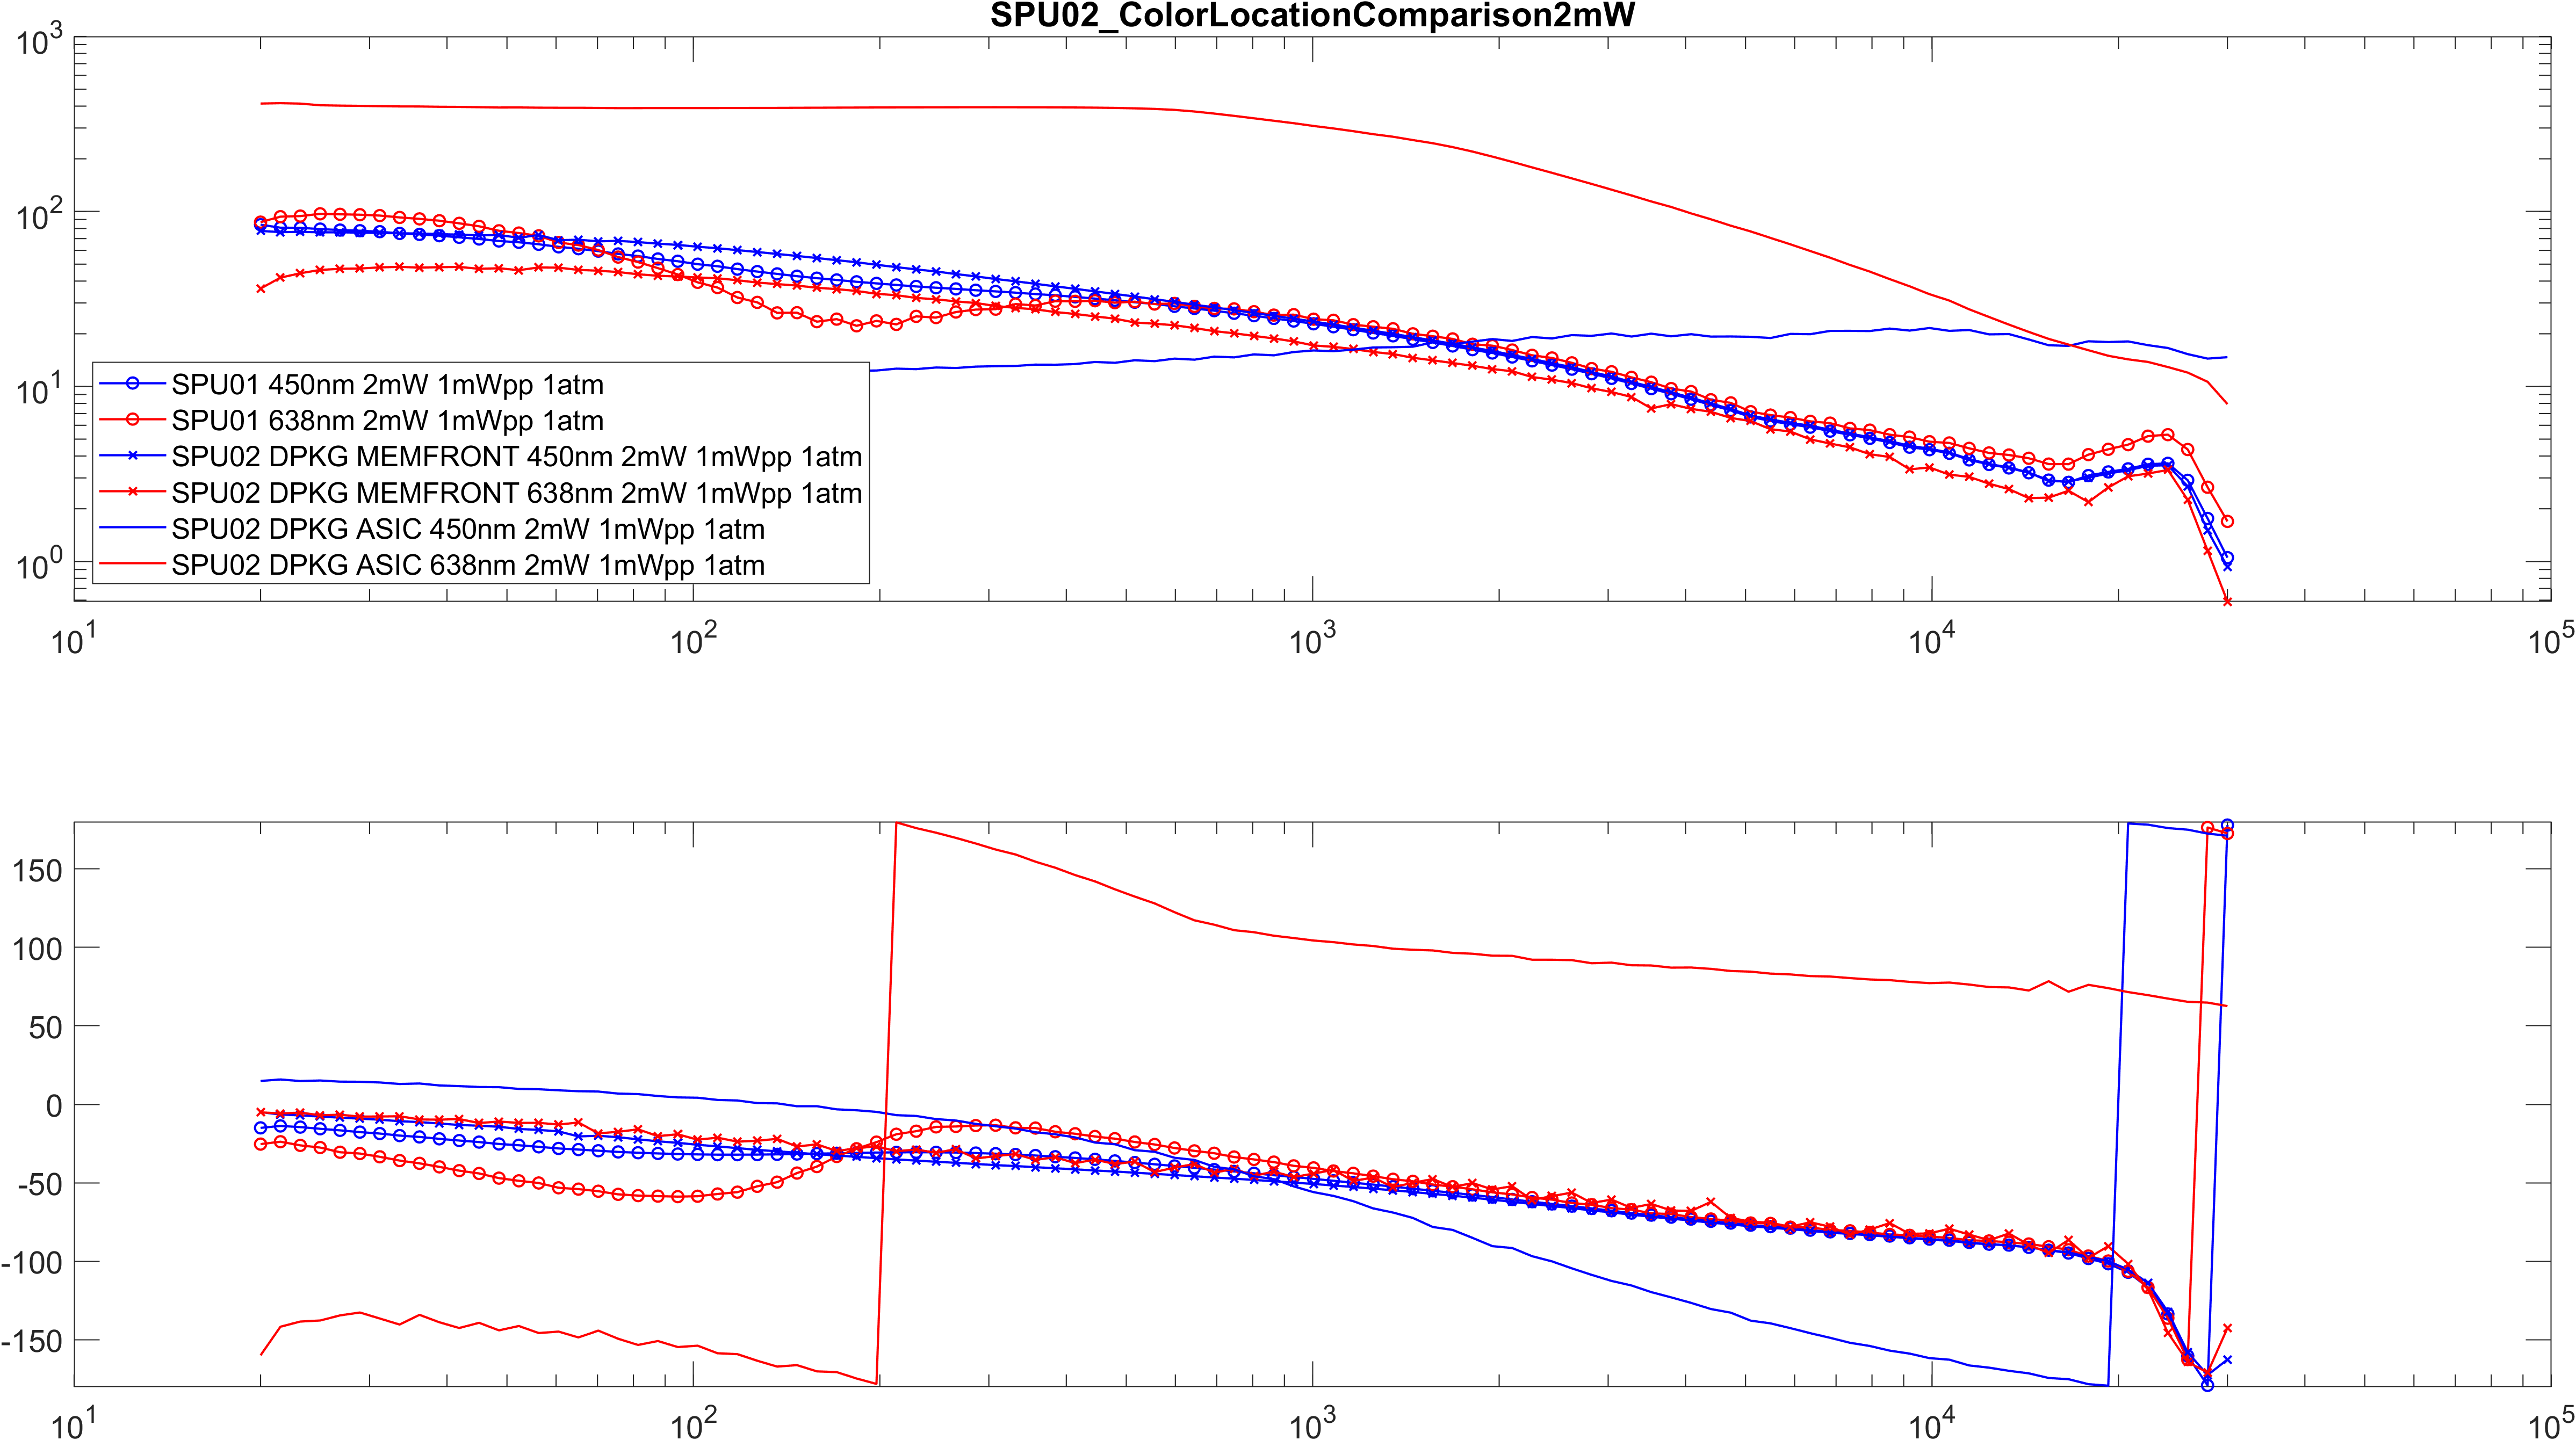 SPU02_ColorLocationComparison2mW
10^3
10^2
10^1
10^0
SPU01 450nm 2mW 1mWpp 1atm
SPU01 638nm 2mW 1mWpp 1atm
SPU02 DPKG MEMFRONT 450nm 2mW 1mWpp 1atm
SPU02 DPKG MEMFRONT 638nm 2mW 1mWpp 1atm
SPU02 DPKG ASIC 450nm 2mW 1mWpp 1atm
SPU02 DPKG ASIC 638nm 2mW 1mWpp 1atm
10^1 10^2 10^3 10^4 10^5
150
100
50
0
-50
-100
-150
10^1 10^2 10^3 10^4 10^5